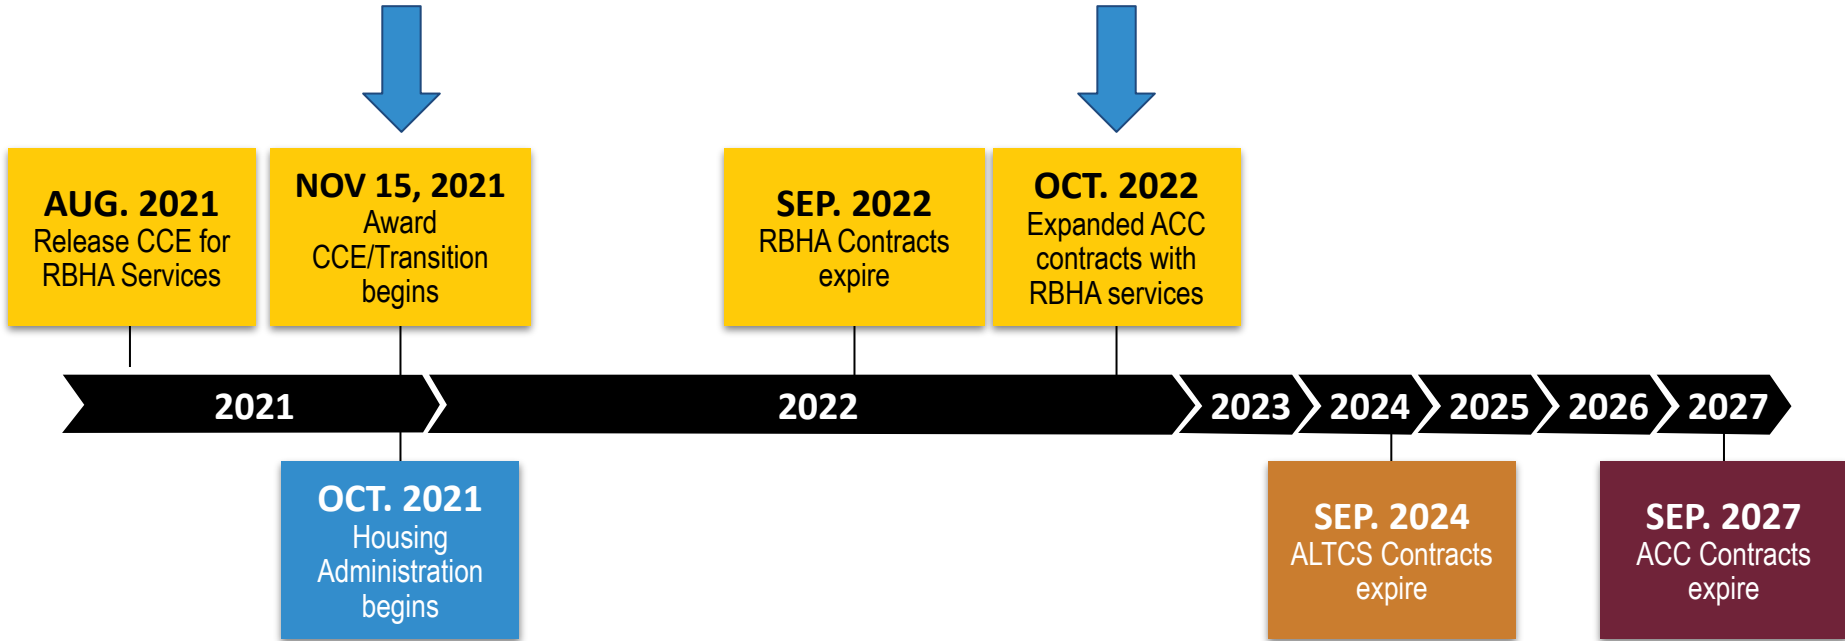 AUG. 2021
Release CCE for
RBHA Services
NOV 15, 2021
Award
CCE/Transition
begins
SEP. 2022
RBHA Contracts
expire
OCT. 2022
Expanded ACC
contracts with
RBHA services
2021
2022
2023
2024
2025
2026
2027
OCT. 2021
Housing
Administration
begins
SEP. 2024
ALTCS Contracts
expire
SEP. 2027
ACC Contracts
expire